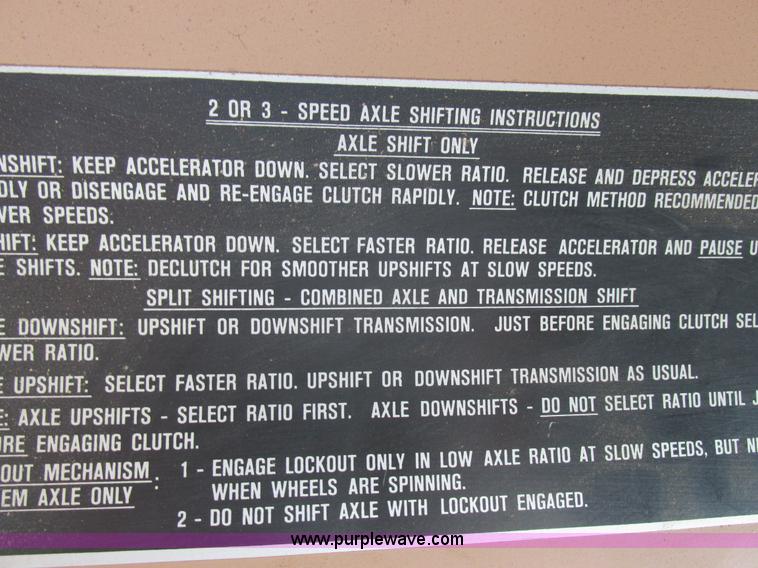 2 OR 3 - SPEED AXLE SHIFTING INSTRUCTIONS
AXLE SHIFT ONLY
NSHIFT: KEEP ACCELERATOR DOWN. SELECT SLOWER RATIO. RELEASE AND DEPRESS ACCELER
DLY OR DISENGAGE AND RE-ENGAGE CLUTCH RAPIDLY. NOTE: CLUTCH METHOD RECOMMENDED
WER SPEEDS.
HIFT: KEEP ACCELERATOR DOWN. SELECT FASTER RATIO. RELEASE ACCELERATOR AND PAUSE U
E SHIFTS. NOTE: DECLUTCH FOR SMOOTHER UPSHIFTS AT SLOW SPEEDS.
SPLIT SHIFTING - COMBINED AXLE AND TRANSMISSION SHIFT
E DOWNSHIFT: UPSHIFT OR DOWNSHIFT TRANSMISSION. JUST BEFORE ENGAGING CLUTCH SEL
WER RATIO.
E UPSHIFT: SELECT FASTER RATIO. UPSHIFT OR DOWNSHIFT TRANSMISSION AS USUAL.
E: AXLE UPSHIFTS - SELECT RATIO FIRST. AXLE DOWNSHIFTS - DO NOT SELECT RATIO UNTIL J
ORE ENGAGING CLUTCH.
OUT MECHANISM : 1 - ENGAGE LOCKOUT ONLY IN LOW AXLE RATIO AT SLOW SPEEDS, BUT NE
EM AXLE ONLY WHEN WHEELS ARE SPINNING.
2 - DO NOT SHIFT AXLE WITH LOCKOUT ENGAGED.
www.purplewave.com